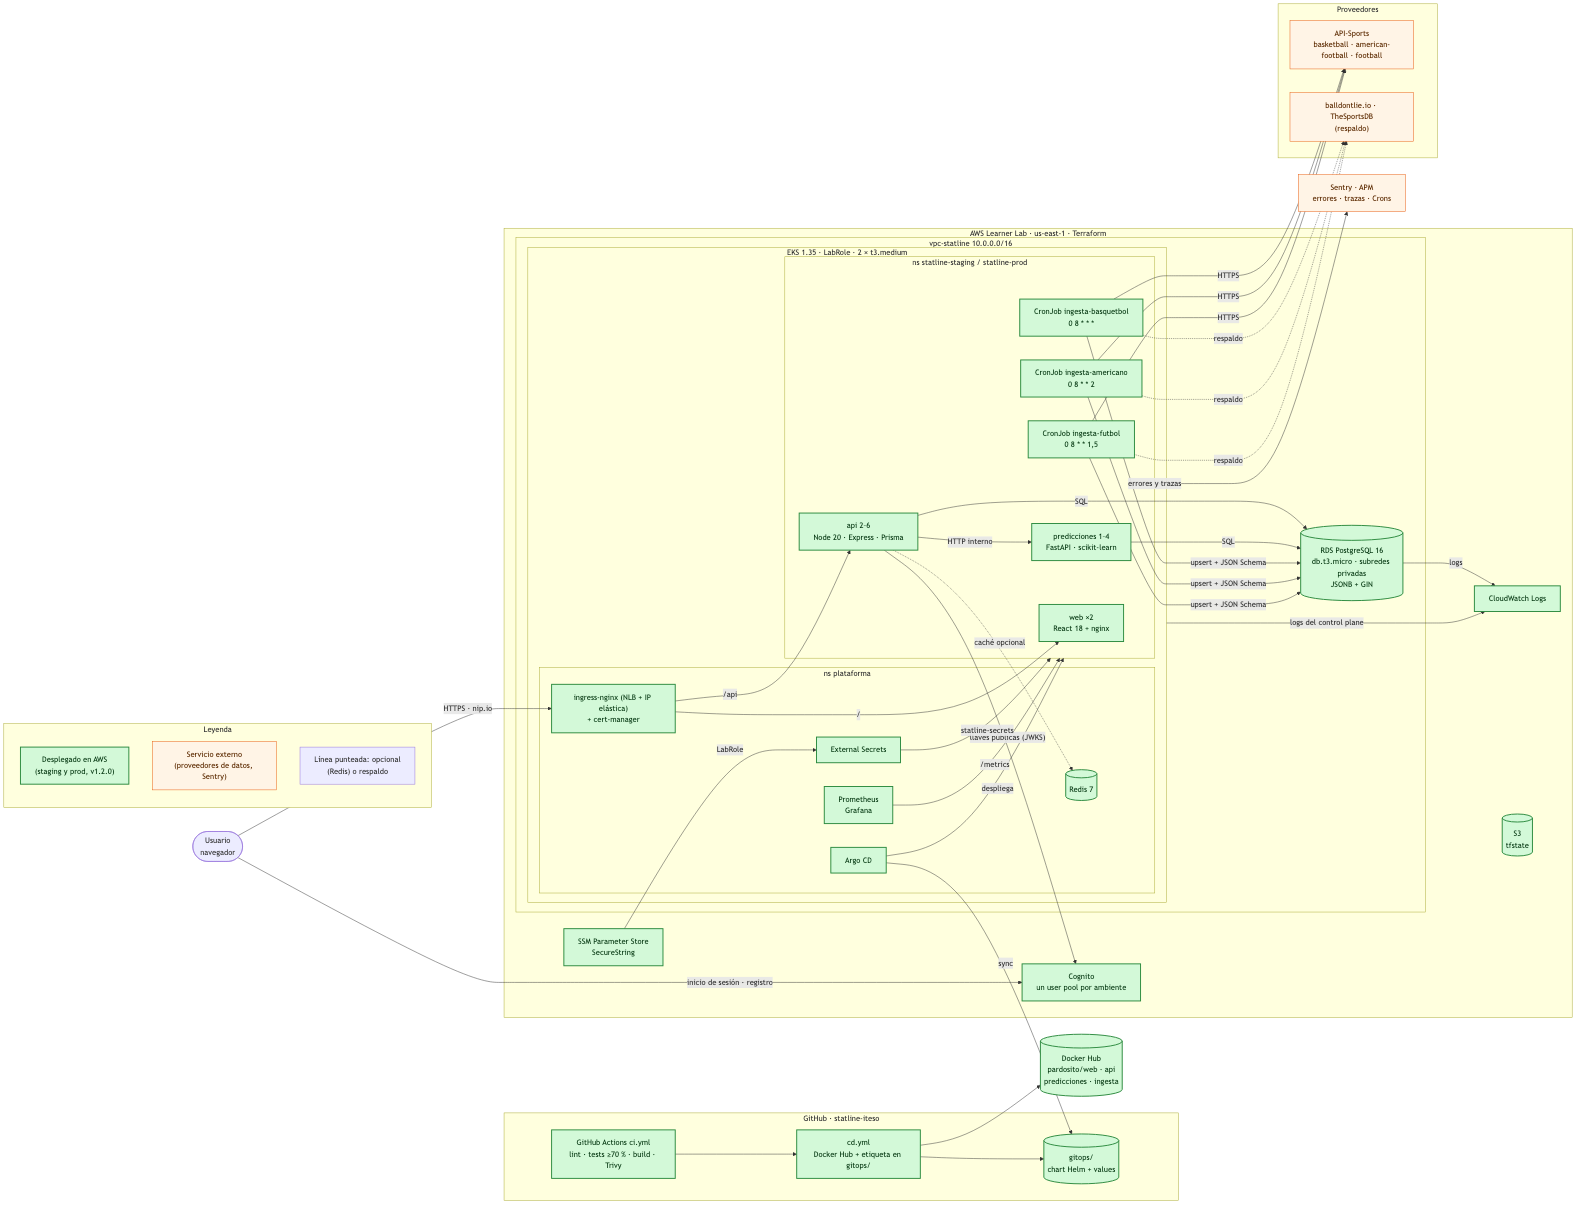 Proveedores
API-Sports
basketball · american-
football · football
balldontlie.io ·
TheSportsDB
(respaldo)
Sentry · APM
errores · trazas · Crons
AWS Learner Lab · us-east-1 · Terraform
vpc-statline 10.0.0.0/16
EKS 1.35 · LabRole · 2 × t3.medium
ns statline-staging / statline-prod
CronJob ingesta-basquetbol
0 8 * * *
HTTPS
HTTPS
HTTPS
respaldo
CronJob ingesta-americano
0 8 * * 2
respaldo
CronJob ingesta-futbol
0 8 * * 1,5
respaldo
errores y trazas
SQL
api 2-6
Node 20 · Express · Prisma
HTTP interno
predicciones 1-4
FastAPI · scikit-learn
SQL
upsert + JSON Schema
upsert + JSON Schema
upsert + JSON Schema
RDS PostgreSQL 16
db.t3.micro · subredes
privadas
JSONB + GIN
logs
CloudWatch Logs
logs del control plane
web ×2
React 18 + nginx
caché opcional
ns plataforma
ingress-nginx (NLB + IP
elástica)
+ cert-manager
/api
/
HTTPS · nip.io
statline-secrets
llaves públicas (JWKS)
LabRole
External Secrets
/metrics
Prometheus
Grafana
despliega
Redis 7
Argo CD
S3
tfstate
Leyenda
Desplegado en AWS
(staging y prod, v1.2.0)
Servicio externo
(proveedores de datos,
Sentry)
Línea punteada: opcional
(Redis) o respaldo
Usuario
navegador
SSM Parameter Store
SecureString
sync
inicio de sesión · registro
Cognito
un user pool por ambiente
Docker Hub
pardosito/web · api
predicciones · ingesta
GitHub · statline-iteso
GitHub Actions ci.yml
lint · tests ≥70 % · build ·
Trivy
cd.yml
Docker Hub + etiqueta en
gitops/
gitops/
chart Helm + values